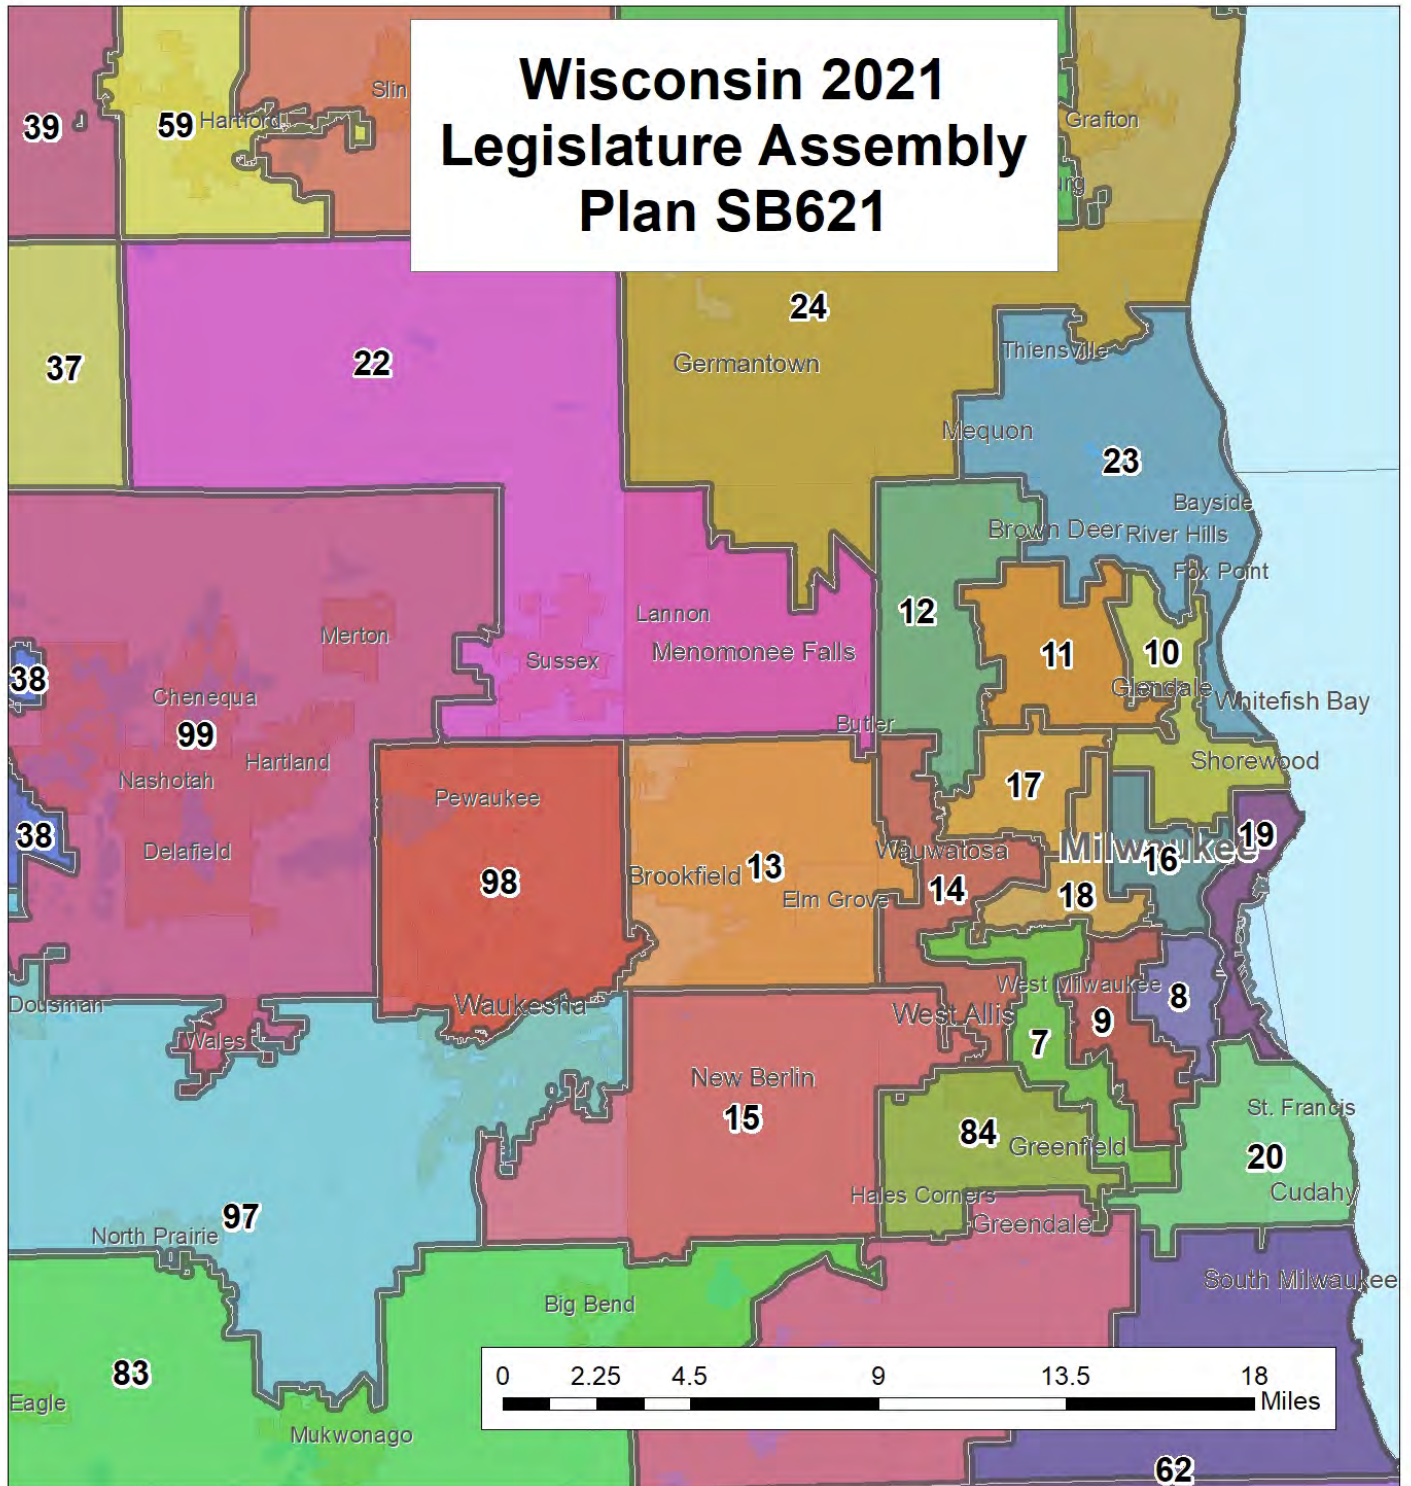 Wisconsin 2021
Legislature Assembly
Plan SB621
Slin
Grafton
39
59
Hartford
urg
24
37
22
Germantown
Thiensville
Mequon
23
Bayside
Brown Deer
River Hills
Fox Point
12
Lannon
Merton
Menomonee Falls
11
10
Sussex
38
Glendale
Chenequa
Whitefish Bay
99
Butler
Hartland
Shorewood
Nashotah
17
Pewaukee
38
19
Delafield
Wauwatosa
Milwaukee
16
98
Brookfield
13
14
18
Elm Grove
West Milwaukee
8
Dousman
Waukesha
West Allis
9
Wales
7
New Berlin
15
St. Francis
84
Greenfield
20
Hales Corners
Cudahy
97
Greendale
North Prairie
South Milwaukee
Big Bend
83
0 2.25 4.5 9 13.5 18
Miles
Eagle
Mukwonago
62